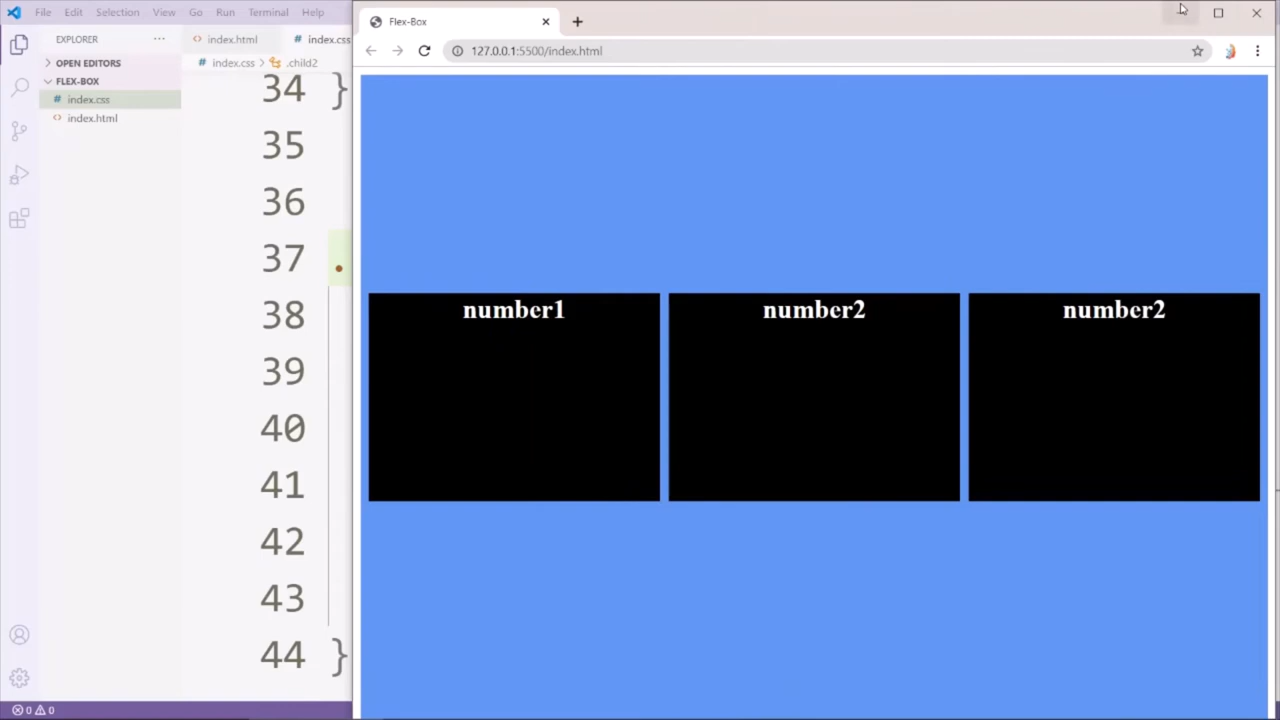 File Edit Selection View Go Run Terminal Help
Flex-Box
EXPLORER
index.html
index.css
127.0.0.1:5500/index.html
OPEN EDITORS
index.css
.child2
FLEX-BOX
index.css
index.html
34 }
35
36
37 .
38
39
40
41
42
43
44 }
number1
number2
number2
0 0